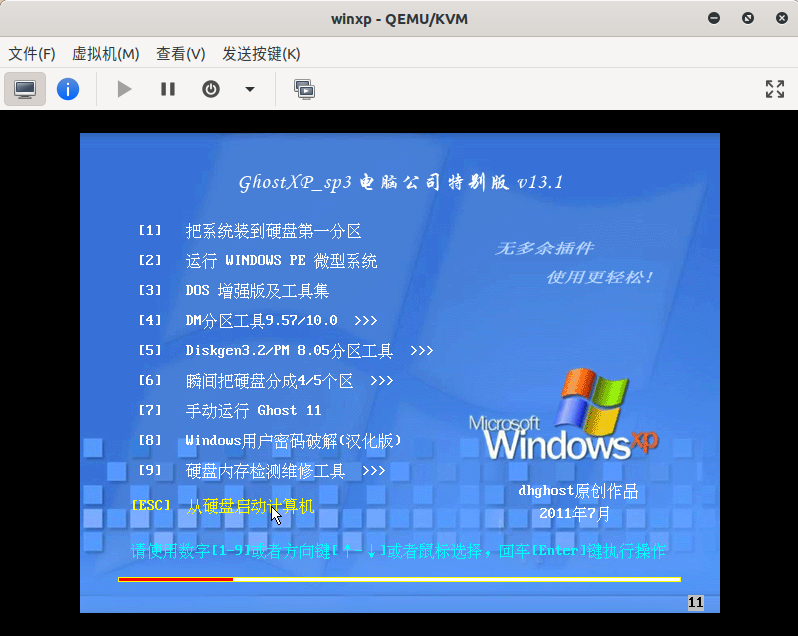 winxp - QEMU/KVM
文件(F) 虚拟机(M) 查看(V) 发送按键(K)
GhostXP_sp3 电脑公司特别版 v13.1
[1] 把系统装到硬盘第一分区
[2] 运行 WINDOWS PE 微型系统
[3] DOS 增强版及工具集
[4] DM分区工具9.57/10.0 >>>
[5] Diskgen3.2/PM 8.05分区工具 >>>
[6] 瞬间把硬盘分成4/5个区 >>>
[7] 手动运行 Ghost 11
[8] Windows用户密码破解(汉化版)
[9] 硬盘内存检测维修工具 >>>
[ESC] 从硬盘启动计算机
无多余插件
使用更轻松!
Microsoft
Windows xp
dhghost原创作品
2011年7月
请使用数字[1-9]或者方向键[↑-↓]或者鼠标选择，回车[Enter]键执行操作
11